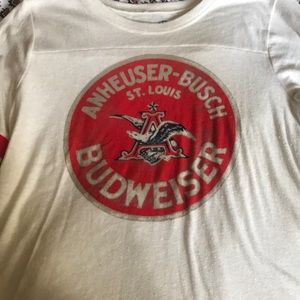 ANHEUSER-BUSCH
ST. LOUIS
A
BUDWEISER